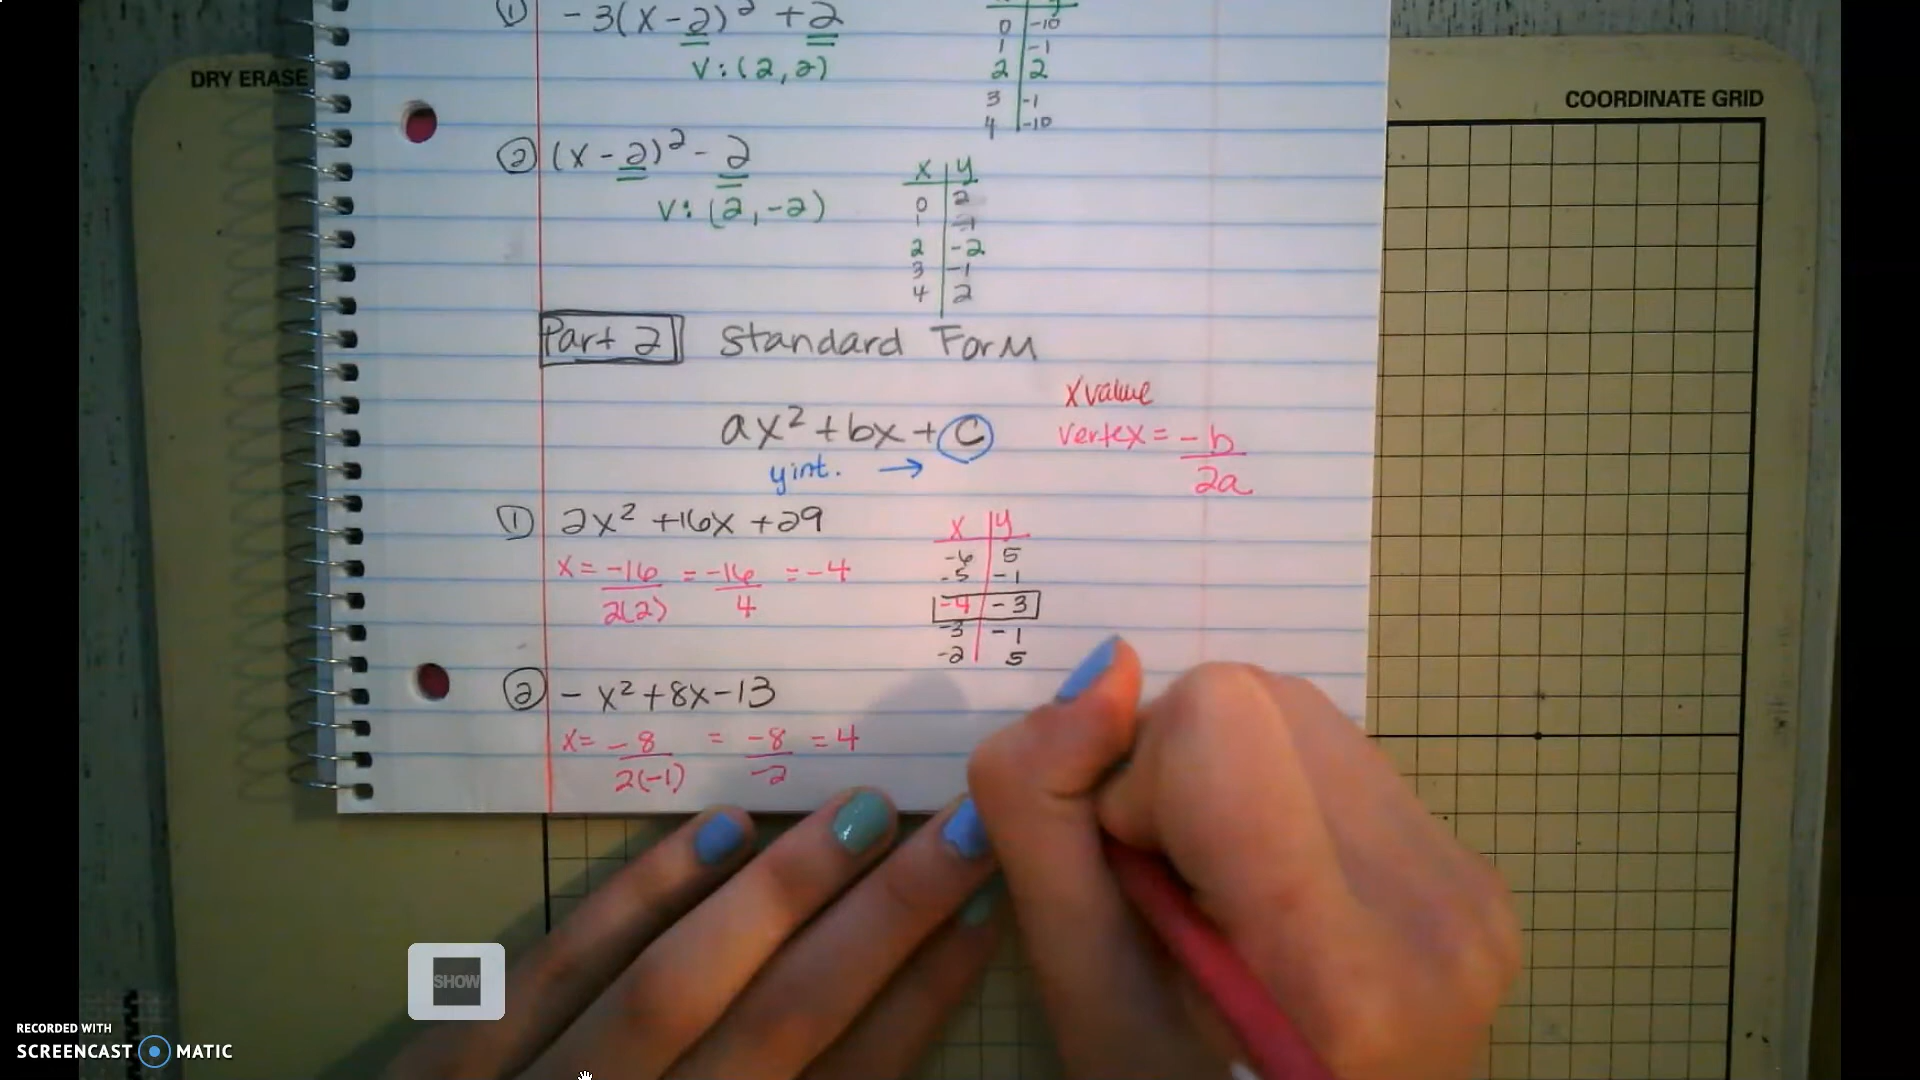 DRY ERASE
COORDINATE GRID
① -3(x-2)² +2
V: (2, 2)
0 -10
1 -1
2 2
3 -1
4 -10
② (x-2)² - 2
V: (2, -2)
x y
0 2
1 -1
2 -2
3 -1
4 2
Part 2 Standard Form
ax² + bx + c
y int. →
x value
vertex = -b
2a
① 2x² +16x +29
x = -16 = -16 = -4
2(2) 4
x y
-6 5
-5 -1
-4 -3
-3 -1
-2 5
② - x² +8x -13
x = -8 = -8 = 4
2(-1) -2
SHOW
RECORDED WITH
SCREENCAST MATIC